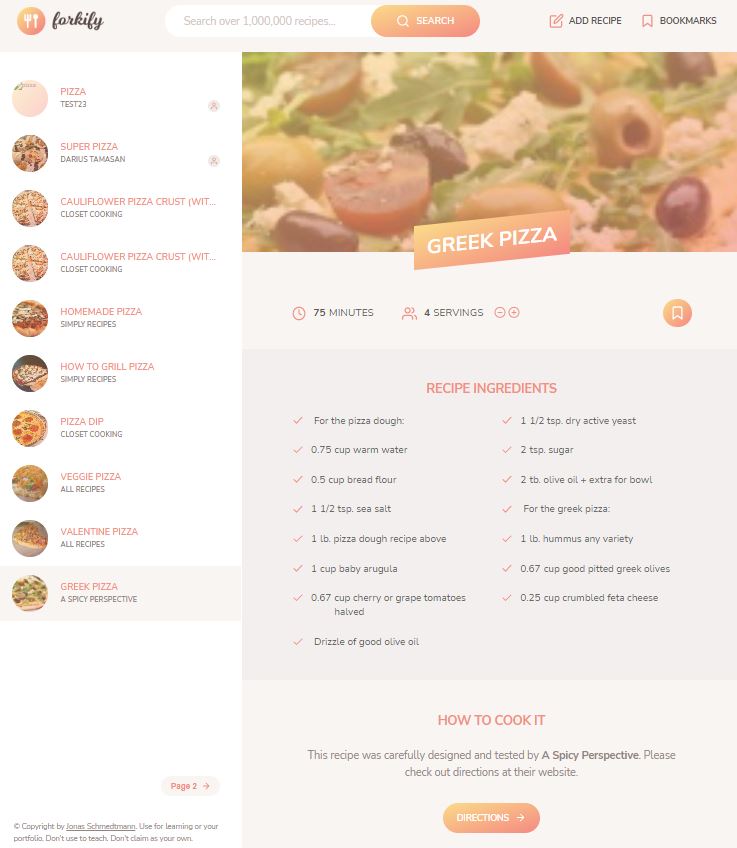 forkify
Search over 1,000,000 recipes...
SEARCH
ADD RECIPE
BOOKMARKS
PIZZA
TEST23
SUPER PIZZA
DARIUS TAMASAN
CAULIFLOWER PIZZA CRUST (WIT...
CLOSET COOKING
CAULIFLOWER PIZZA CRUST (WIT...
CLOSET COOKING
HOMEMADE PIZZA
SIMPLY RECIPES
HOW TO GRILL PIZZA
SIMPLY RECIPES
PIZZA DIP
CLOSET COOKING
VEGGIE PIZZA
ALL RECIPES
VALENTINE PIZZA
ALL RECIPES
GREEK PIZZA
A SPICY PERSPECTIVE
Page 2
© Copyright by Jonas Schmedtmann. Use for learning or your
portfolio. Don't use to teach. Don't claim as your own.
GREEK PIZZA
75 MINUTES
4 SERVINGS
RECIPE INGREDIENTS
For the pizza dough:
1 1/2 tsp. dry active yeast
0.75 cup warm water
2 tsp. sugar
0.5 cup bread flour
2 tb. olive oil + extra for bowl
1 1/2 tsp. sea salt
For the greek pizza:
1 lb. pizza dough recipe above
1 lb. hummus any variety
1 cup baby arugula
0.67 cup good pitted greek olives
0.67 cup cherry or grape tomatoes
halved
0.25 cup crumbled feta cheese
Drizzle of good olive oil
HOW TO COOK IT
This recipe was carefully designed and tested by A Spicy Perspective. Please
check out directions at their website.
DIRECTIONS